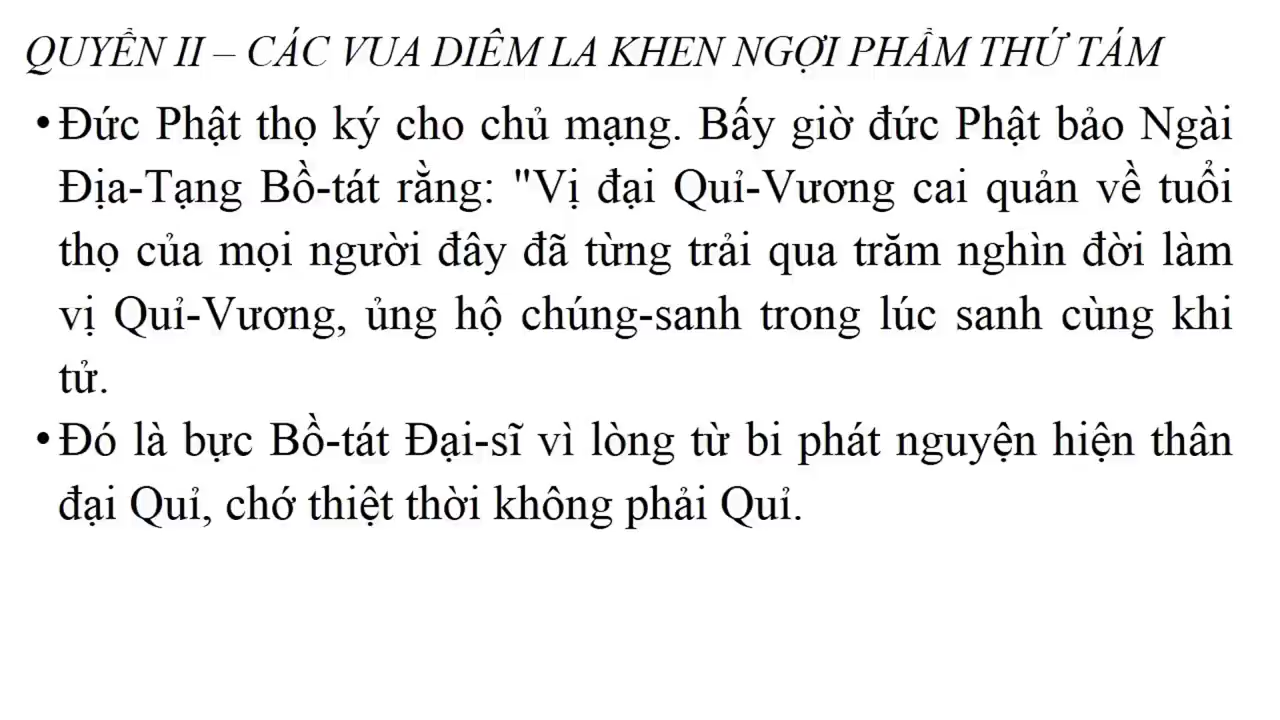 QUYỂN II – CÁC VUA DIÊM LA KHEN NGỢI PHẨM THỨ TÁM
• Đức Phật thọ ký cho chủ mạng. Bấy giờ đức Phật bảo Ngài
Địa-Tạng Bồ-tát rằng: "Vị đại Quỉ-Vương cai quản về tuổi
thọ của mọi người đây đã từng trải qua trăm nghìn đời làm
vị Quỉ-Vương, ủng hộ chúng-sanh trong lúc sanh cùng khi
tử.
• Đó là bực Bồ-tát Đại-sĩ vì lòng từ bi phát nguyện hiện thân
đại Quỉ, chớ thiệt thời không phải Quỉ.